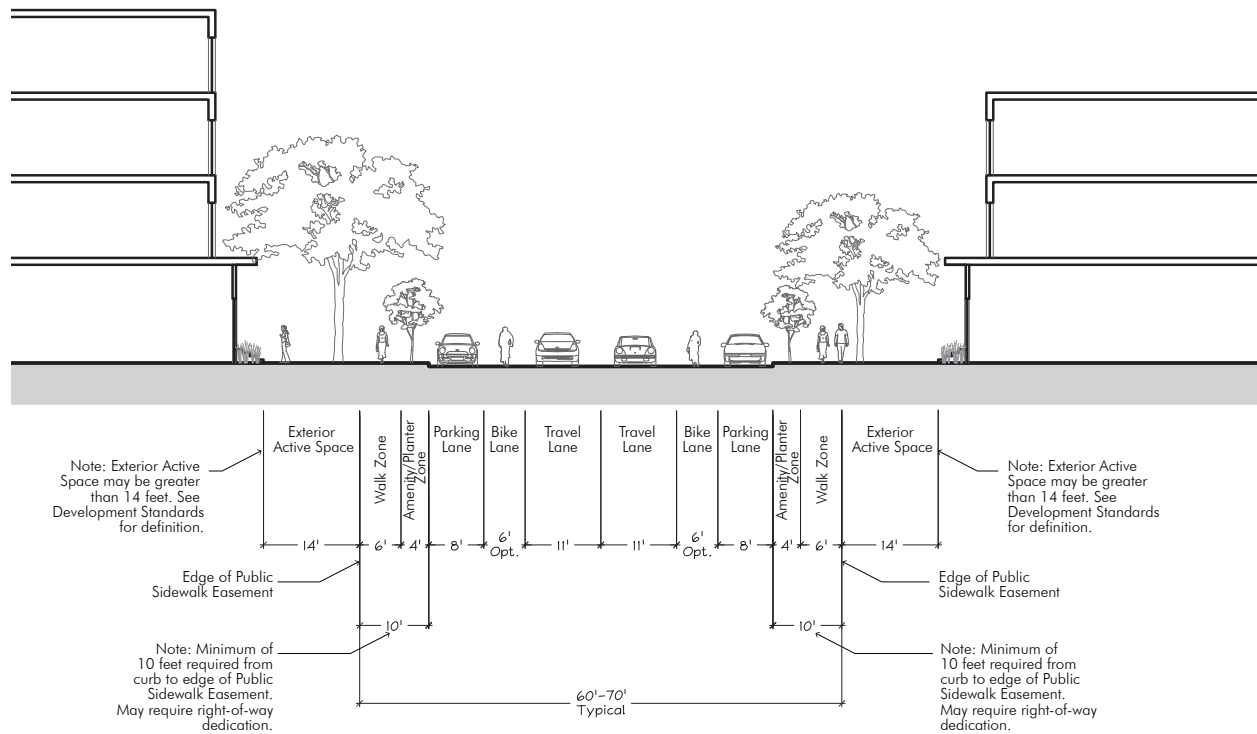 Exterior
Active Space
Walk Zone
Amenity/Planter
Zone
Parking
Lane
Bike
Lane
Travel
Lane
Travel
Lane
Bike
Lane
Parking
Lane
Amenity/Planter
Zone
Walk Zone
Exterior
Active Space
Note: Exterior Active
Space may be greater
than 14 feet. See
Development Standards
for definition.
Note: Exterior Active
Space may be greater
than 14 feet. See
Development Standards
for definition.
14'
6'
4'
8'
6'
Opt.
11'
11'
6'
Opt.
8'
4'
6'
14'
Edge of Public
Sidewalk Easement
Edge of Public
Sidewalk Easement
10'
10'
Note: Minimum of
10 feet required from
curb to edge of Public
Sidewalk Easement.
May require right-of-way
dedication.
Note: Minimum of
10 feet required from
curb to edge of Public
Sidewalk Easement.
May require right-of-way
dedication.
60'-70'
Typical